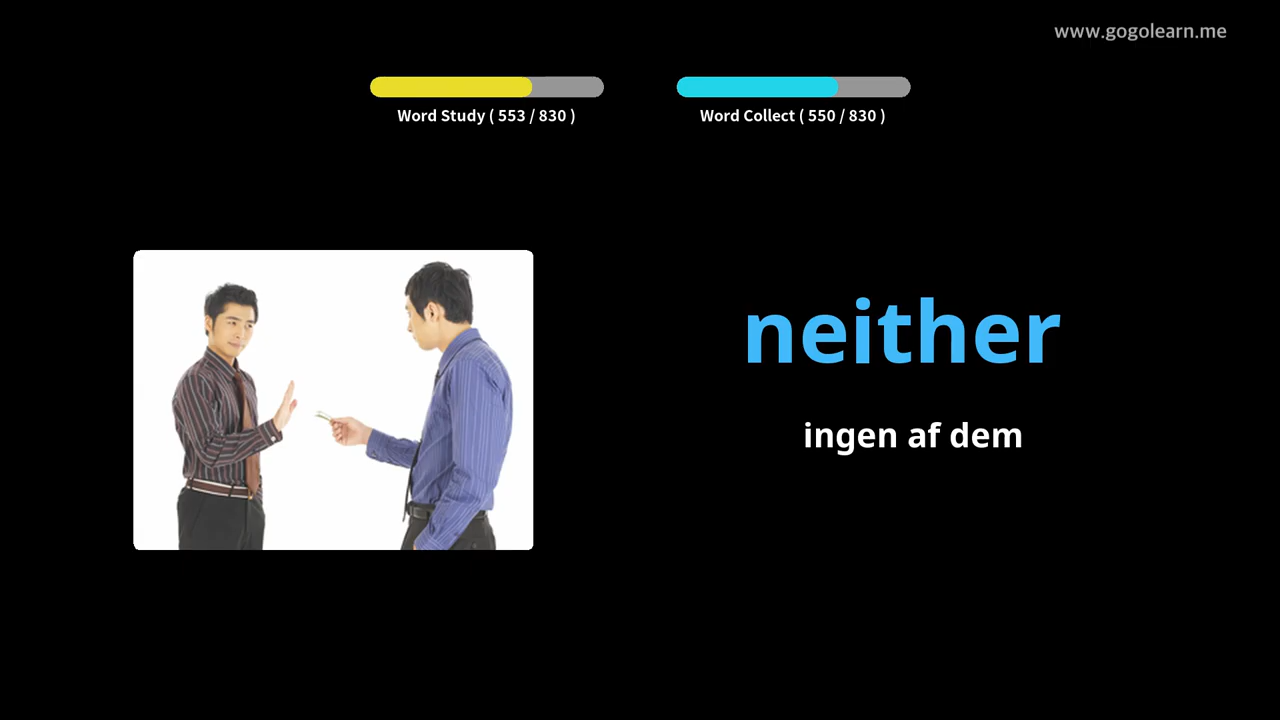 www.gogolearn.me
Word Study ( 553 / 830 )
Word Collect ( 550 / 830 )
neither
ingen af dem